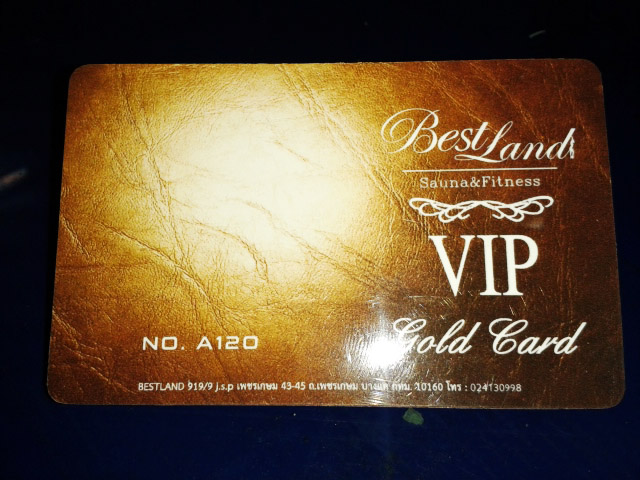 BestLand
Sauna&Fitness
VIP
Gold Card
NO. A120
BESTLAND 919/9 j.s.p เพชรเกษม 43-45 ถ.เพชรเกษม บางแค กทม. 10160 โทร : 024130998